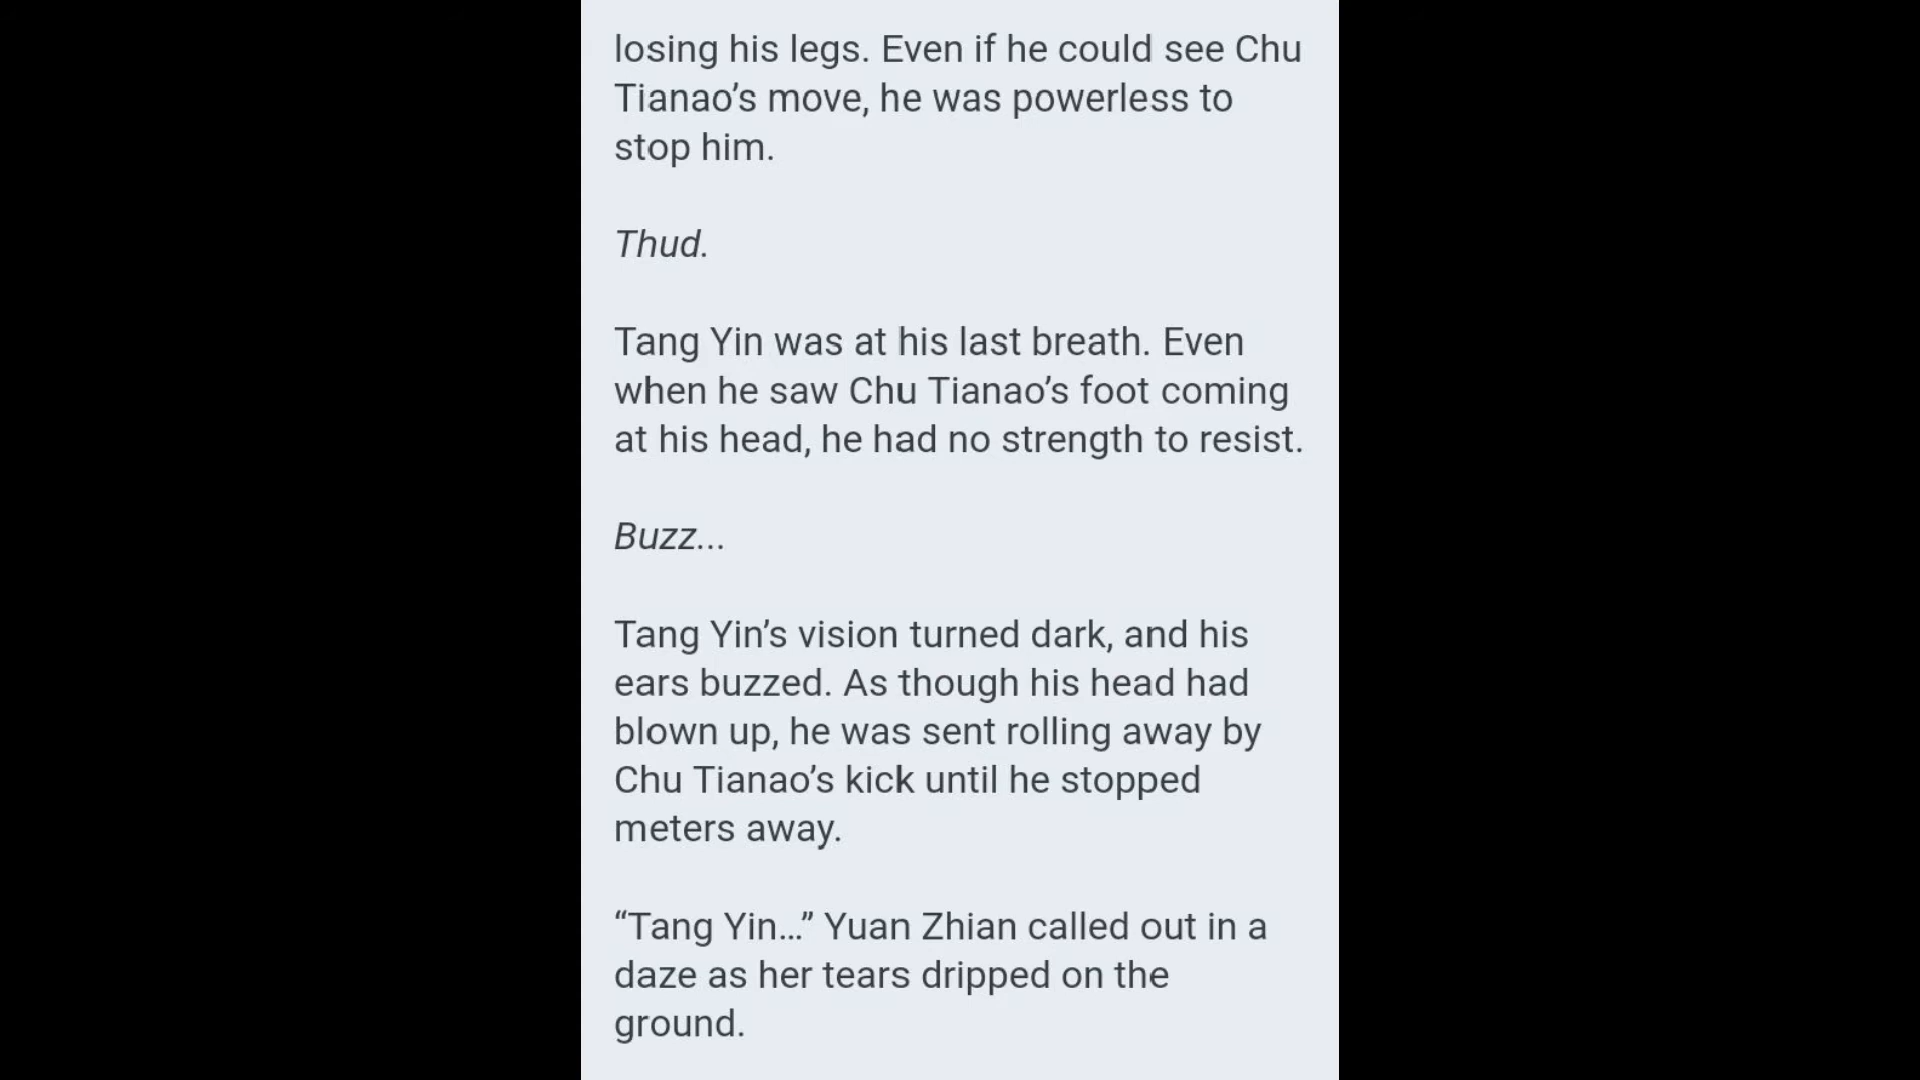 losing his legs. Even if he could see Chu
Tianao’s move, he was powerless to
stop him.
Thud.
Tang Yin was at his last breath. Even
when he saw Chu Tianao’s foot coming
at his head, he had no strength to resist.
Buzz...
Tang Yin’s vision turned dark, and his
ears buzzed. As though his head had
blown up, he was sent rolling away by
Chu Tianao’s kick until he stopped
meters away.
“Tang Yin…” Yuan Zhian called out in a
daze as her tears dripped on the
ground.